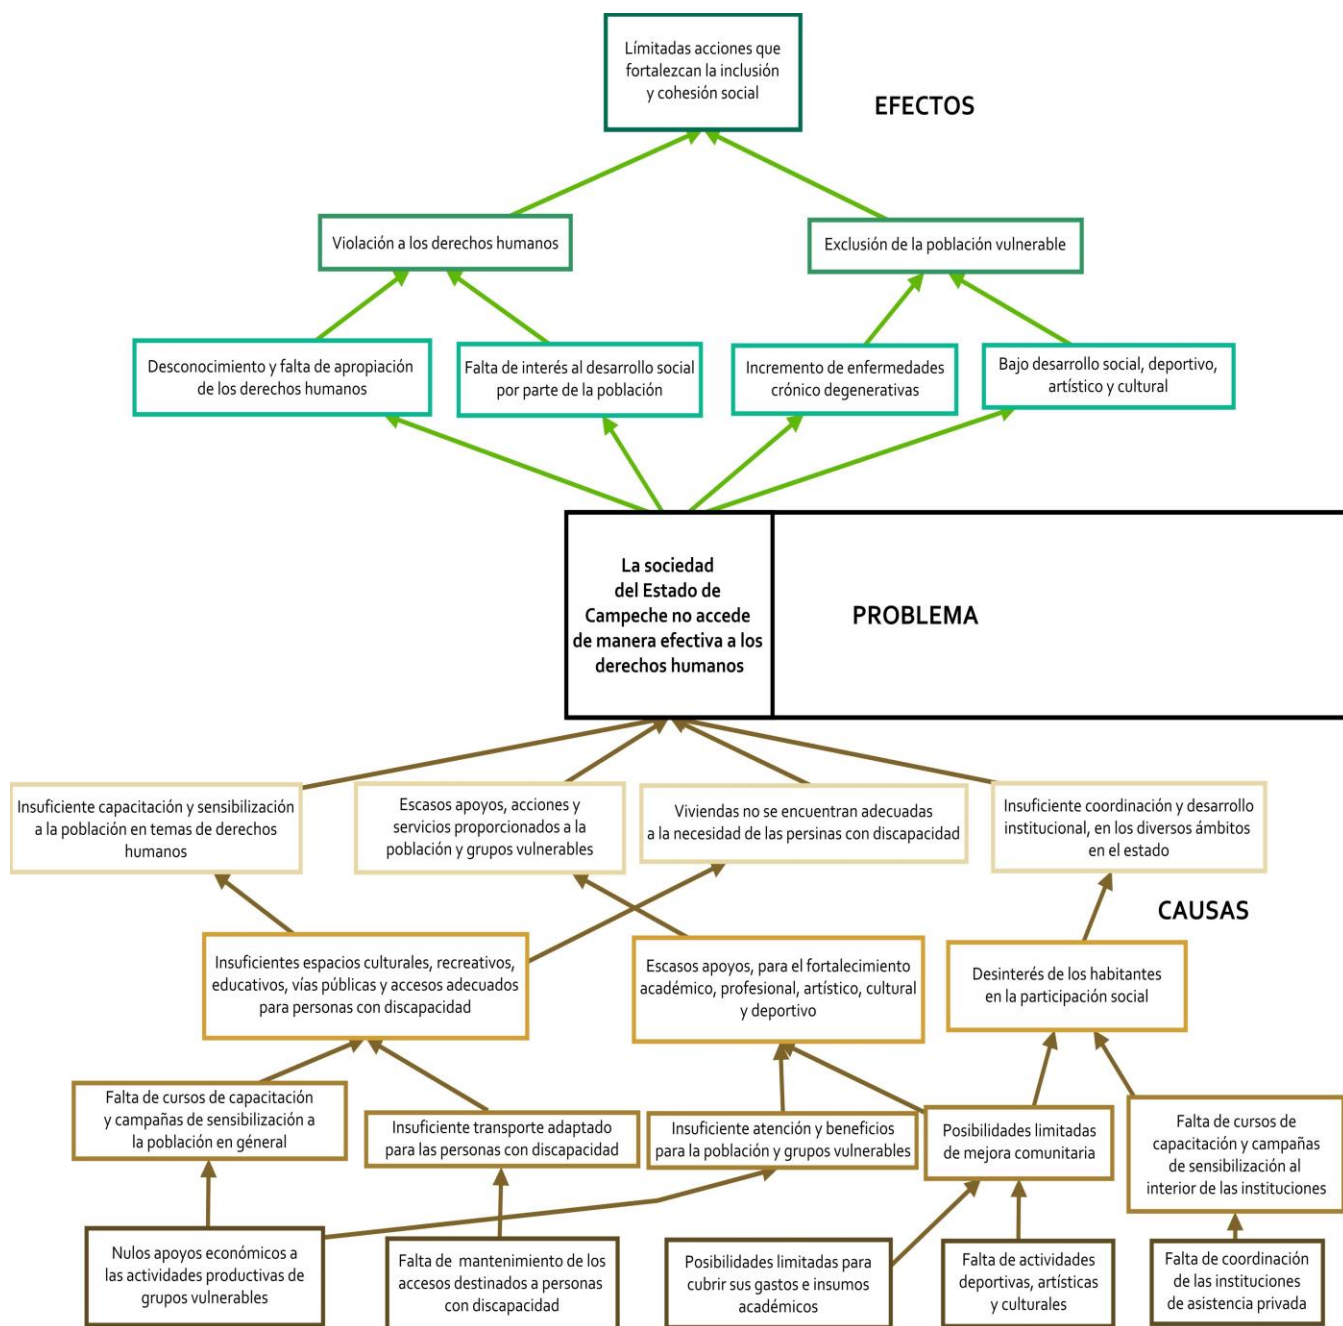 Límitadas acciones que
fortalezcan la inclusión
y cohesión social
EFECTOS
Violación a los derechos humanos
Exclusión de la población vulnerable
Desconocimiento y falta de apropiación
de los derechos humanos
Falta de interés al desarrollo social
por parte de la población
Incremento de enfermedades
crónico degenerativas
Bajo desarrollo social, deportivo,
artístico y cultural
La sociedad
del Estado de
Campeche no accede
de manera efectiva a los
derechos humanos
PROBLEMA
Insuficiente capacitación y sensibilización
a la población en temas de derechos
humanos
Escasos apoyos, acciones y
servicios proporcionados a la
población y grupos vulnerables
Viviendas no se encuentran adecuadas
a la necesidad de las persinas con discapacidad
Insuficiente coordinación y desarrollo
institucional, en los diversos ámbitos
en el estado
CAUSAS
Insuficientes espacios culturales, recreativos,
educativos, vías públicas y accesos adecuados
para personas con discapacidad
Escasos apoyos, para el fortalecimiento
académico, profesional, artístico, cultural
y deportivo
Desinterés de los habitantes
en la participación social
Falta de cursos de capacitación
y campañas de sensibilización a
la población en géneral
Insuficiente transporte adaptado
para las personas con discapacidad
Insuficiente atención y beneficios
para la población y grupos vulnerables
Posibilidades limitadas
de mejora comunitaria
Falta de cursos de
capacitación y campañas
de sensibilización al
interior de las instituciones
Nulos apoyos económicos a
las actividades productivas de
grupos vulnerables
Falta de mantenimiento de los
accesos destinados a personas
con discapacidad
Posibilidades limitadas para
cubrir sus gastos e insumos
académicos
Falta de actividades
deportivas, artísticas
y culturales
Falta de coordinación
de las instituciones
de asistencia privada